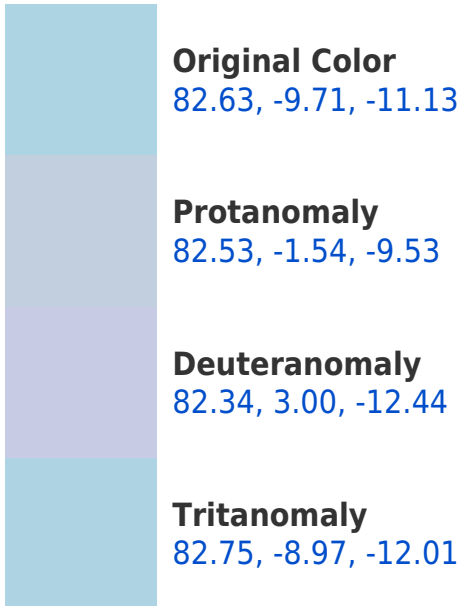 Original Color
82.63, -9.71, -11.13
Protanomaly
82.53, -1.54, -9.53
Deuteranomaly
82.34, 3.00, -12.44
Tritanomaly
82.75, -8.97, -12.01